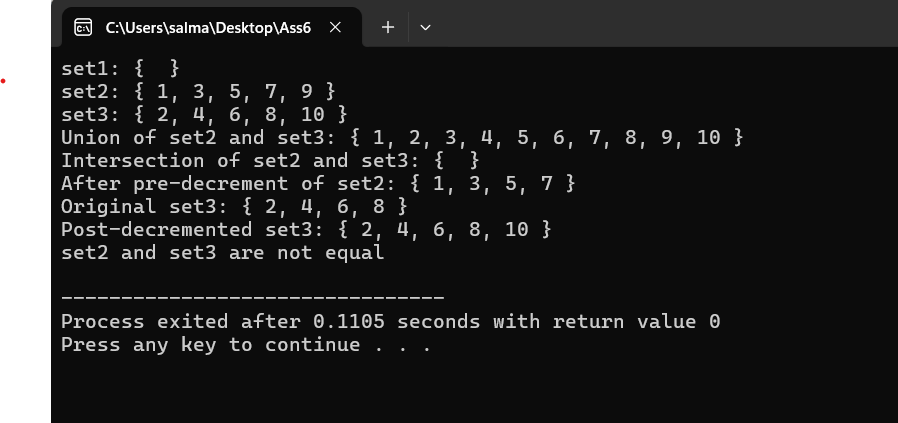 C:\Users\salma\Desktop\Ass6
set1: {  }
set2: { 1, 3, 5, 7, 9 }
set3: { 2, 4, 6, 8, 10 }
Union of set2 and set3: { 1, 2, 3, 4, 5, 6, 7, 8, 9, 10 }
Intersection of set2 and set3: {  }
After pre-decrement of set2: { 1, 3, 5, 7 }
Original set3: { 2, 4, 6, 8 }
Post-decremented set3: { 2, 4, 6, 8, 10 }
set2 and set3 are not equal
--------------------------------
Process exited after 0.1105 seconds with return value 0
Press any key to continue . . .